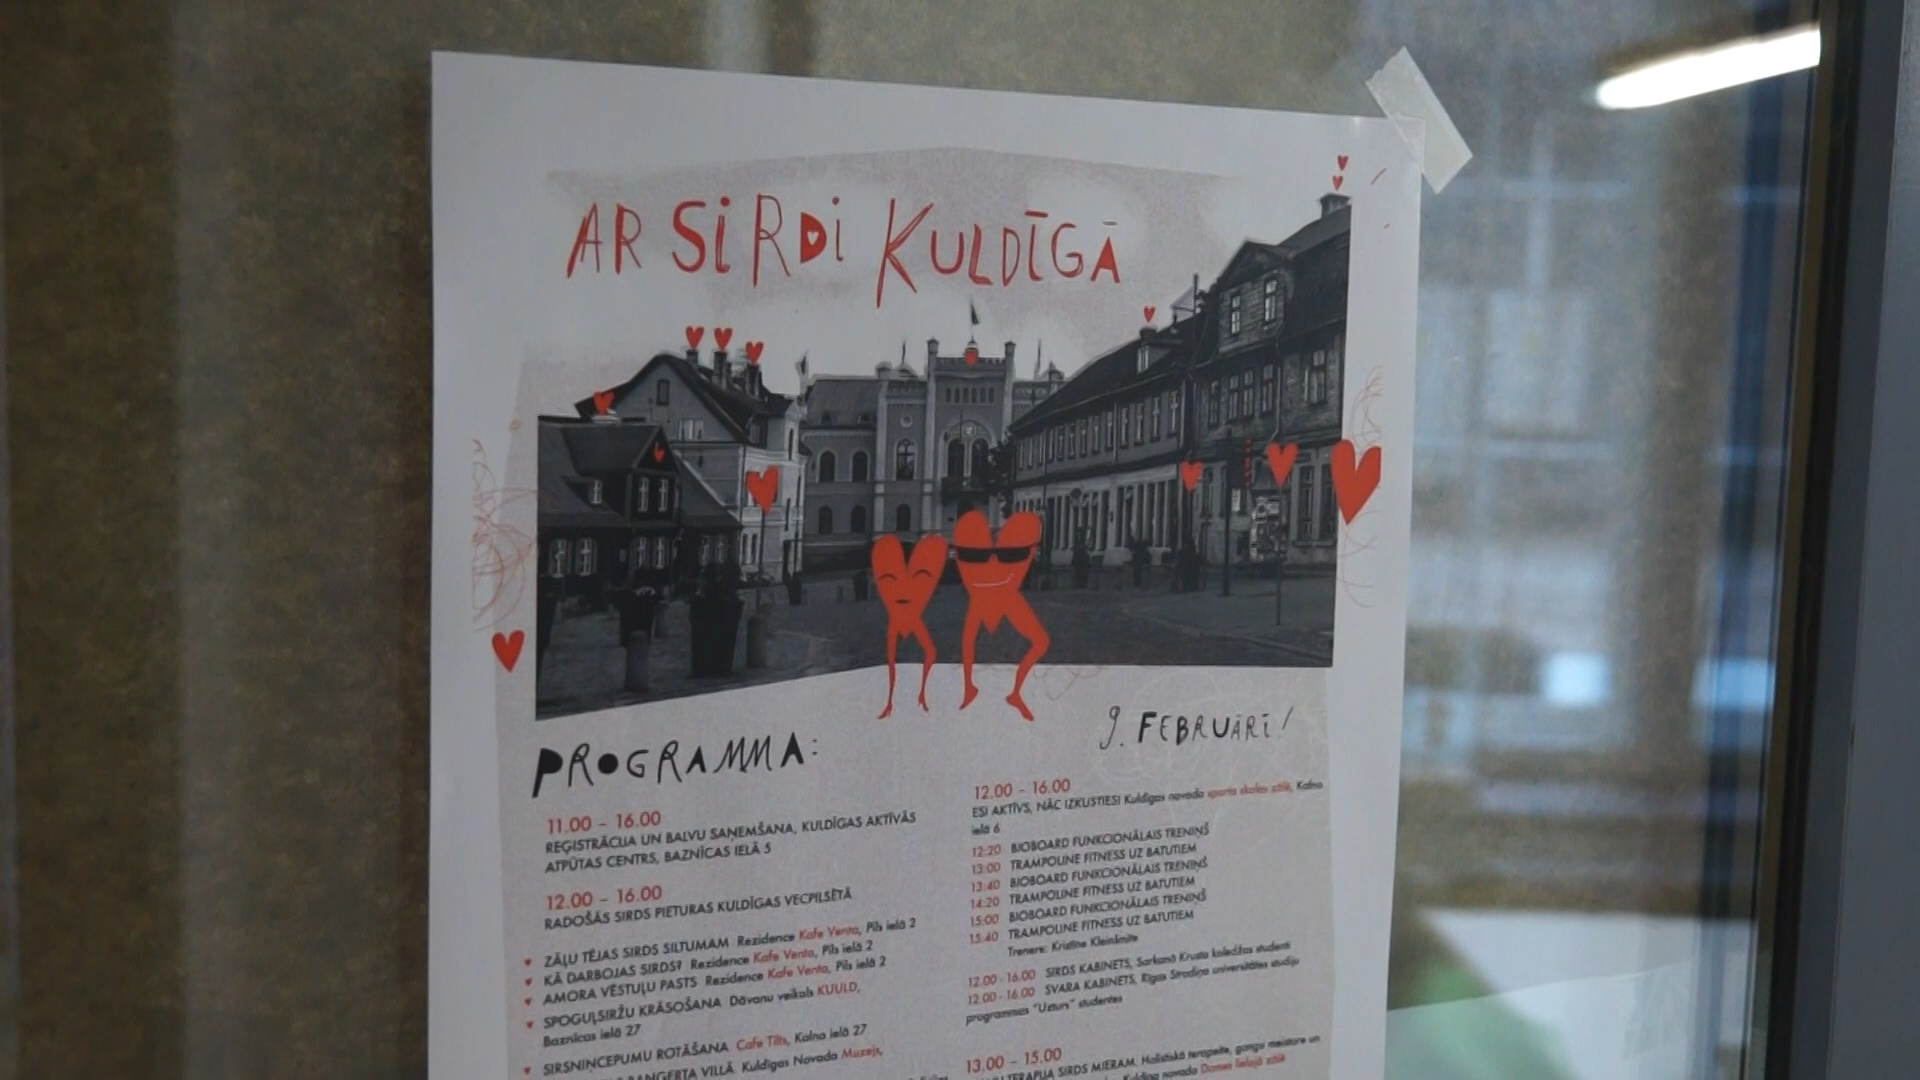 AR SIRDI KULDĪGĀ
PROGRAMMA:
9. FEBRUĀRĪ!
11.00 - 16.00
REĢISTRĀCIJA UN BALVU SAŅEMŠANA, KULDĪGAS AKTĪVĀS
ATPŪTAS CENTRS, BAZNĪCAS IELĀ 5
12.00 - 16.00
RADOŠĀS SIRDS PIETURAS KULDĪGAS VECPILSĒTĀ
ZĀĻU TĒJAS SIRDS SILTUMAM Rezidence Kafe Venta, Pils ielā 2
KĀ DARBOJAS SIRDS? Rezidence Kafe Venta, Pils ielā 2
AMORA VĒSTUĻU PASTS Rezidence Kafe Venta, Pils ielā 2
SPOGUĻSIRŽU KRĀSOŠANA Dāvanu veikals KUULD,
Baznīcas ielā 27
SIRSNIŅCEPUMU ROTĀŠANA Cafe Tilts, Kalna ielā 27
BANGERTA VILLĀ Kuldīgas Novada Muzejs,
12.00 - 16.00
ESI AKTĪVS, NĀC IZKUSTIES! Kuldīgas novada sporta skolas zālē, Kalna
ielā 6
12:20 BIOBOARD FUNKCIONĀLAIS TRENIŅŠ
13:00 TRAMPOLINE FITNESS UZ BATUTIEM
13:40 BIOBOARD FUNKCIONĀLAIS TRENIŅŠ
14:20 TRAMPOLINE FITNESS UZ BATUTIEM
15:00 BIOBOARD FUNKCIONĀLAIS TRENIŅŠ
15:40 TRAMPOLINE FITNESS UZ BATUTIEM
Trenere: Kristīne Kleinšmite
12.00 - 16.00 SIRDS KABINETS, Sarkanā Krusta koledžas studenti
12.00 - 16.00 SVARA KABINETS, Rīgas Stradiņa universitātes studiju
programmas "Uzturs" studentes
13.00 - 15.00
TERAPIJA SIRDS MIERAM, Holistiskā terapeite, gongu meistare un
Kuldīgas novada Domes lielajā zālē